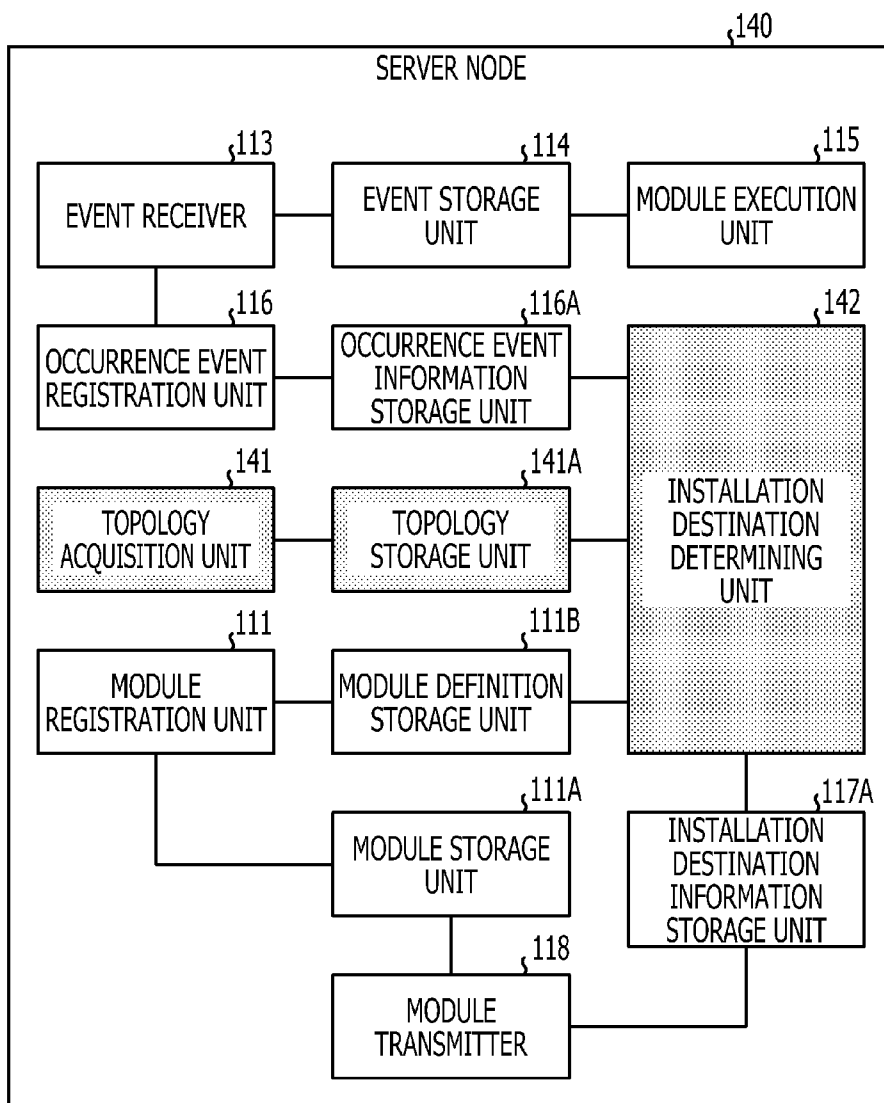 140
SERVER NODE
113
EVENT RECEIVER
114
EVENT STORAGE
UNIT
115
MODULE EXECUTION
UNIT
116
OCCURRENCE EVENT
REGISTRATION UNIT
116A
OCCURRENCE EVENT
INFORMATION
STORAGE UNIT
142
INSTALLATION
DESTINATION
DETERMINING
UNIT
141
TOPOLOGY
ACQUISITION UNIT
141A
TOPOLOGY
STORAGE UNIT
111
MODULE
REGISTRATION UNIT
111B
MODULE DEFINITION
STORAGE UNIT
111A
MODULE STORAGE
UNIT
117A
INSTALLATION
DESTINATION
INFORMATION
STORAGE UNIT
118
MODULE
TRANSMITTER